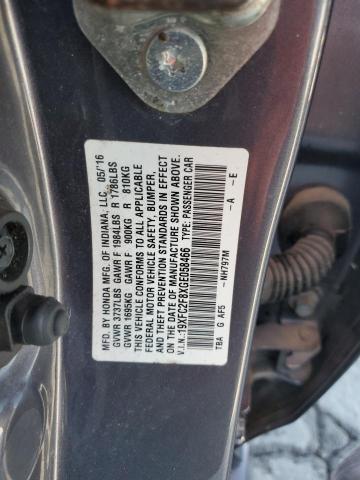 MFD. BY HONDA MFG. OF INDIANA, LLC 05/16
GVWR 3737LBS GAWR F 1984LBS R 1786LBS
GVWR 1695KG GAWR F 900KG R 810KG
THIS VEHICLE CONFORMS TO ALL APPLICABLE
FEDERAL MOTOR VEHICLE SAFETY, BUMPER,
AND THEFT PREVENTION STANDARDS IN EFFECT
ON THE DATE OF MANUFACTURE SHOWN ABOVE.
V.I.N.:19XFC2F8XGE058466 TYPE: PASSENGER CAR
TBA G AF5 -NH797M -A -E